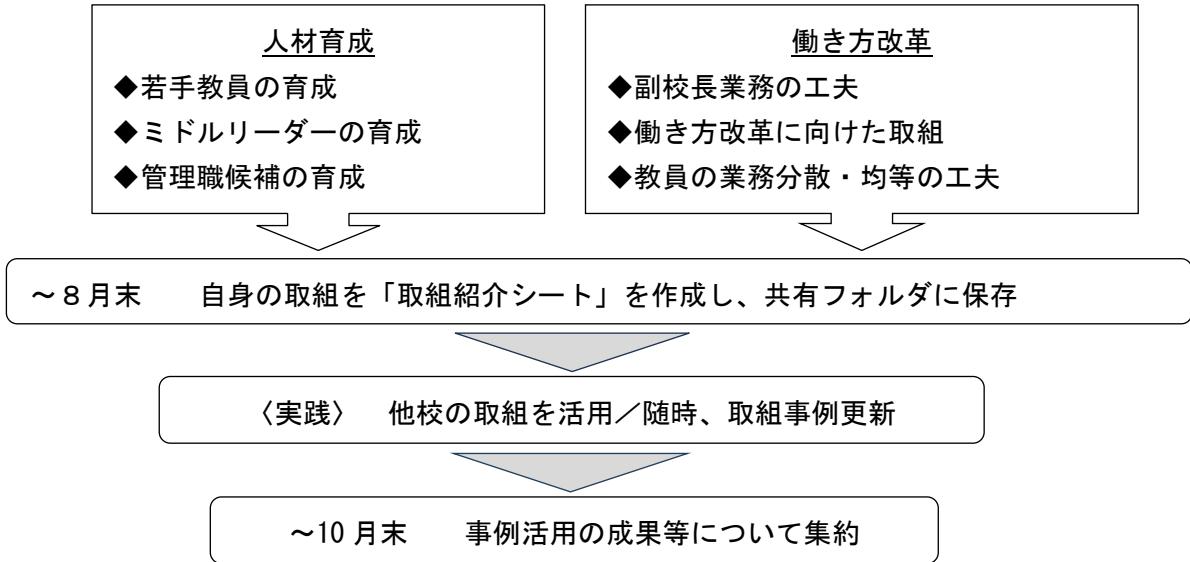 人材育成
◆若手教員の育成
◆ミドルリーダーの育成
◆管理職候補の育成
働き方改革
◆副校長業務の工夫
◆働き方改革に向けた取組
◆教員の業務分散・均等の工夫
～８月末　　自身の取組を「取組紹介シート」を作成し、共有フォルダに保存
〈実践〉　他校の取組を活用／随時、取組事例更新
～10 月末　　事例活用の成果等について集約